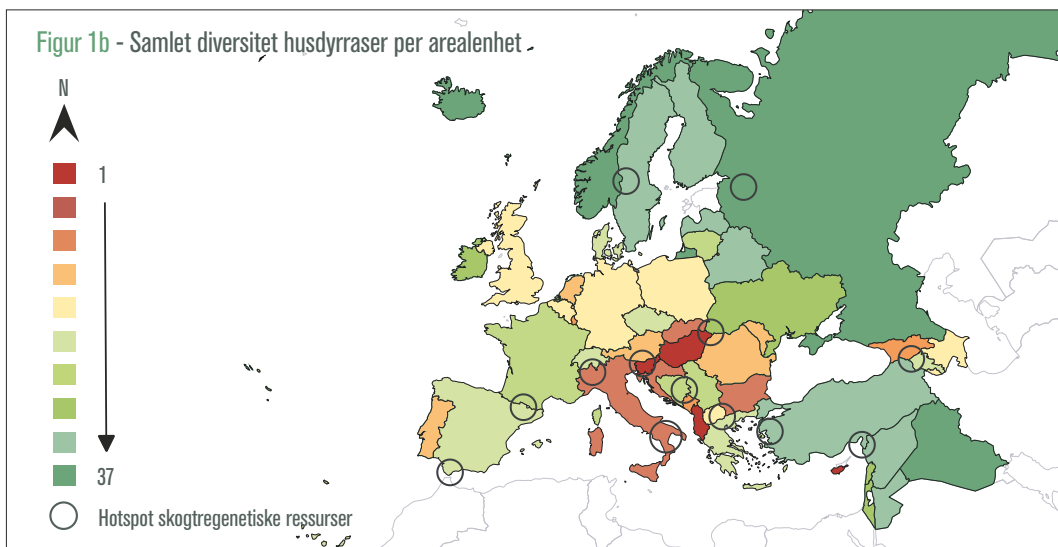 Figur 1b - Samlet diversitet husdyrraser per arealenhet
N
1
37
Hotspot skogtregenetiske ressurser